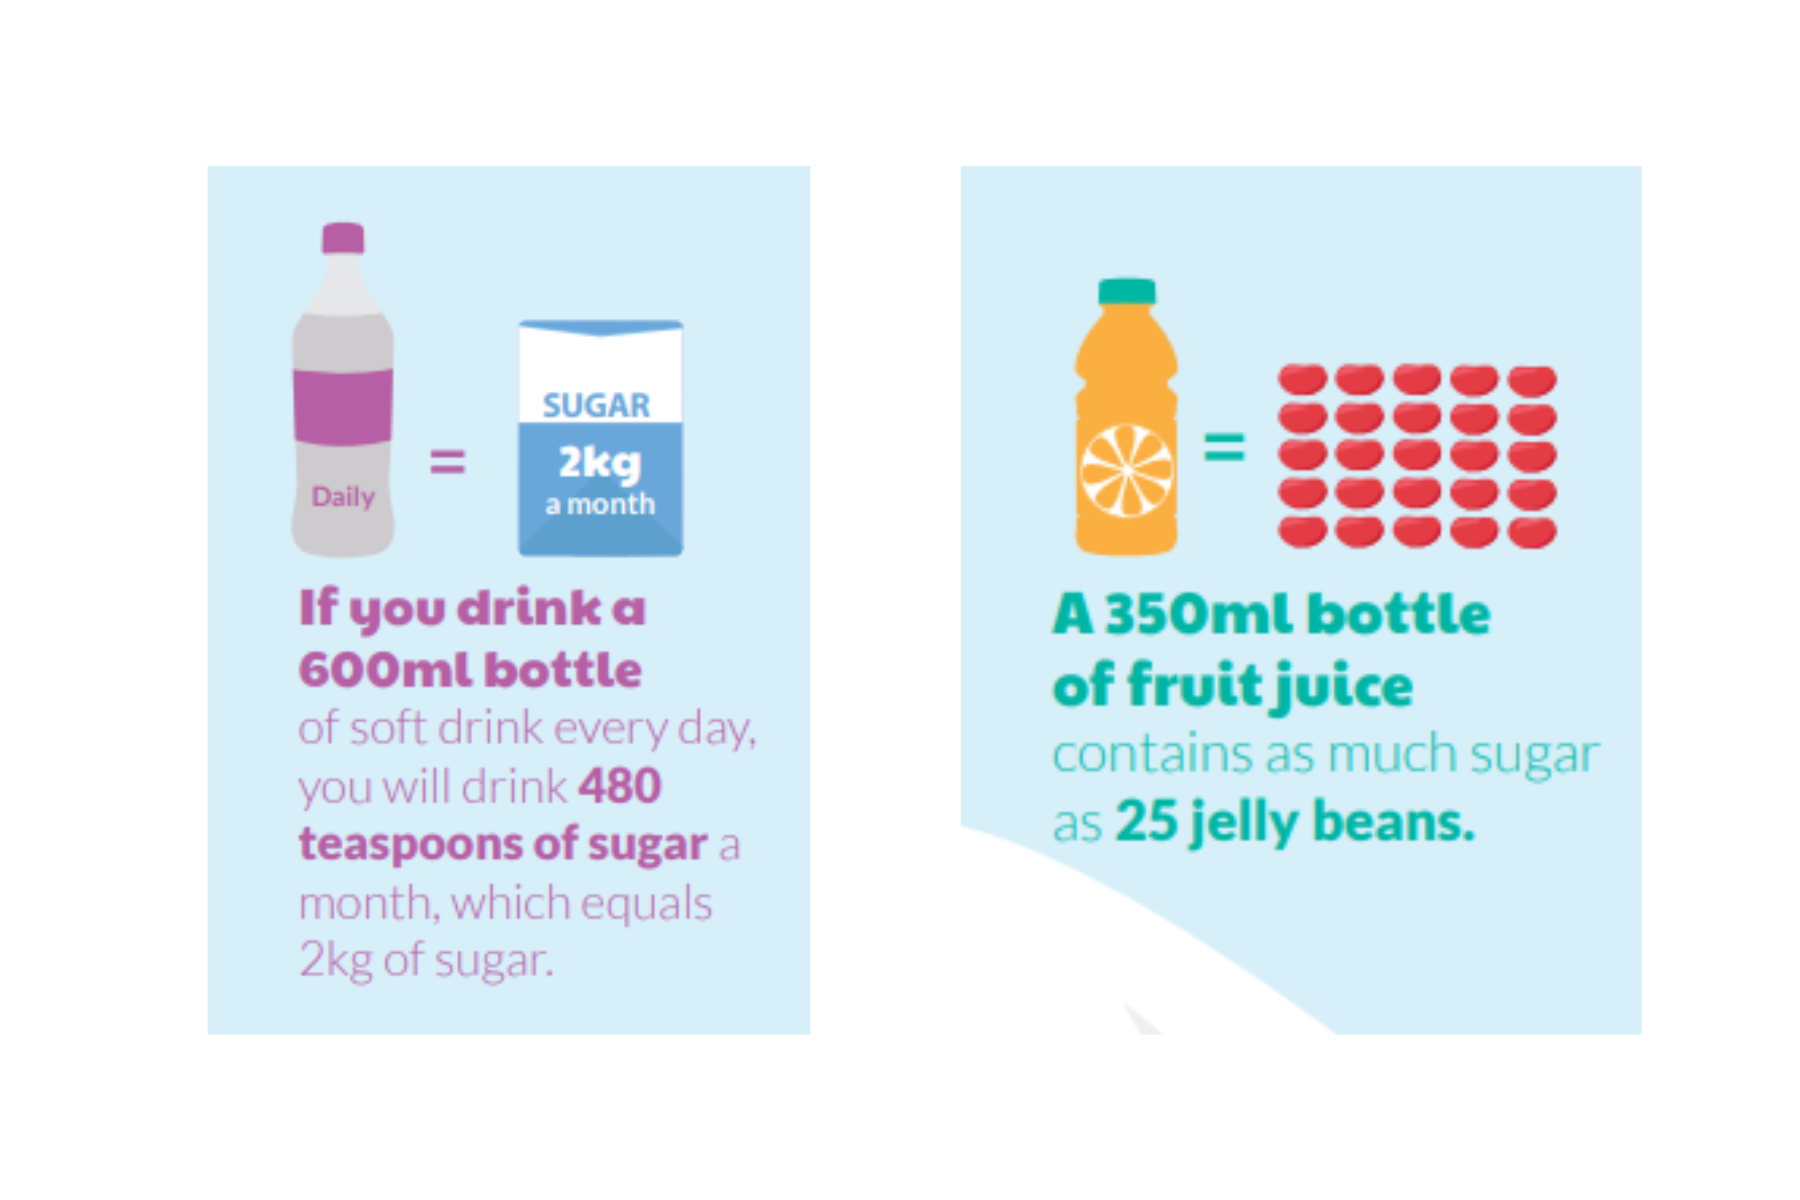 Daily
=
SUGAR
2kg
a month
If you drink a
600ml bottle
of soft drink every day,
you will drink 480
teaspoons of sugar a
month, which equals
2kg of sugar.
=
A 350ml bottle
of fruit juice
contains as much sugar
as 25 jelly beans.